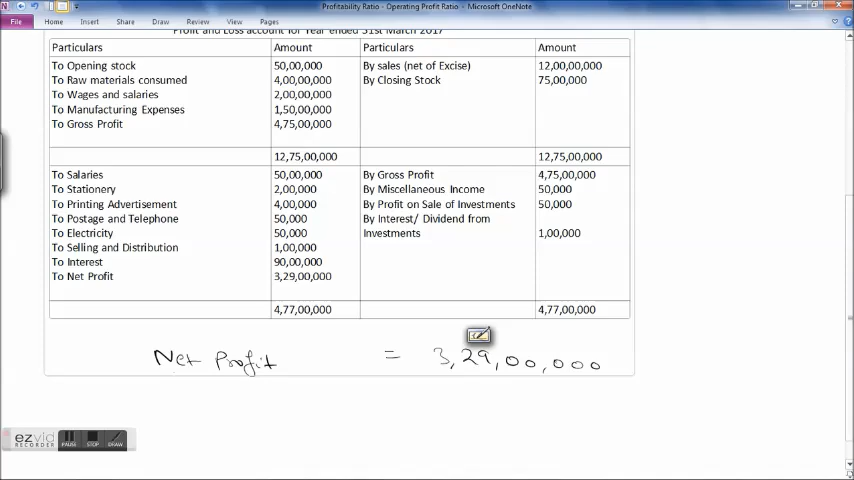 Profitability Ratio - Operating Profit Ratio - Microsoft OneNote
File Home Insert Share Draw Review View Pages
Profit and Loss account for Year ended 31st March 2017
Particulars Amount Particulars Amount
To Opening stock 50,00,000 By sales (net of Excise) 12,00,00,000
To Raw materials consumed 4,00,00,000 By Closing Stock 75,00,000
To Wages and salaries 2,00,00,000
To Manufacturing Expenses 1,50,00,000
To Gross Profit 4,75,00,000
12,75,00,000 12,75,00,000
To Salaries 50,00,000 By Gross Profit 4,75,00,000
To Stationery 2,00,000 By Miscellaneous Income 50,000
To Printing Advertisement 4,00,000 By Profit on Sale of Investments 50,000
To Postage and Telephone 50,000 By Interest/ Dividend from
To Electricity 50,000 Investments 1,00,000
To Selling and Distribution 1,00,000
To Interest 90,00,000
To Net Profit 3,29,00,000
4,77,00,000 4,77,00,000
Net Profit = 3,29,00,000
ezvid
RECORDER PAUSE STOP DRAW